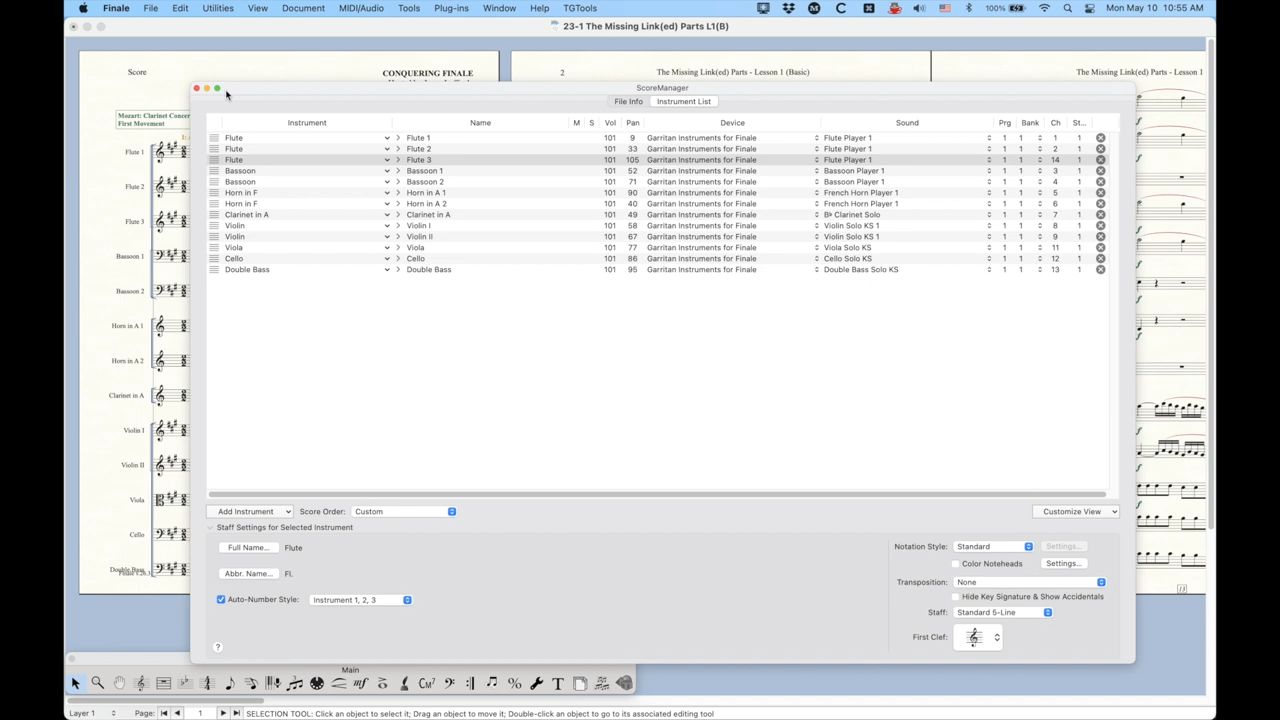 Finale File Edit Utilities View Document MIDI/Audio Tools Plug-ins Window Help TGTools 100% Mon May 10 10:55 AM
23-1 The Missing Link(ed) Parts L1(B)
Score CONQUERING FINALE 2 The Missing Link(ed) Parts - Lesson 1 (Basic) The Missing Link(ed) Parts - Lesson 1
ScoreManager
File Info Instrument List
Mozart: Clarinet Concer
First Movement
Instrument Name M S Vol Pan Device Sound Prg Bank Ch St...
Flute Flute 1 101 9 Garritan Instruments for Finale Flute Player 1 1 1 1 1
Flute Flute 2 101 33 Garritan Instruments for Finale Flute Player 1 1 1 2 1
Flute Flute 3 101 105 Garritan Instruments for Finale Flute Player 1 1 1 14 1
Bassoon Bassoon 1 101 52 Garritan Instruments for Finale Bassoon Player 1 1 1 3 1
Bassoon Bassoon 2 101 71 Garritan Instruments for Finale Bassoon Player 1 1 1 4 1
Horn in F Horn in A 1 101 90 Garritan Instruments for Finale French Horn Player 1 1 1 5 1
Horn in F Horn in A 2 101 40 Garritan Instruments for Finale French Horn Player 1 1 1 6 1
Clarinet in A Clarinet in A 101 49 Garritan Instruments for Finale B♭ Clarinet Solo 1 1 7 1
Violin Violin I 101 58 Garritan Instruments for Finale Violin Solo KS 1 1 1 8 1
Violin Violin II 101 67 Garritan Instruments for Finale Violin Solo KS 1 1 1 9 1
Viola Viola 101 77 Garritan Instruments for Finale Viola Solo KS 1 1 11 1
Cello Cello 101 86 Garritan Instruments for Finale Cello Solo KS 1 1 12 1
Double Bass Double Bass 101 95 Garritan Instruments for Finale Double Bass Solo KS 1 1 13 1
Flute 1
Flute 2
Flute 3
Bassoon 1
Bassoon 2
Horn in A 1
Horn in A 2
Clarinet in A
Violin I
Violin II
Viola
Cello
Double Bass
Finale v.26.3
Add Instrument Score Order: Custom Customize View
Staff Settings for Selected Instrument
Full Name... Flute Notation Style: Standard Settings...
Color Noteheads Settings...
Abbr. Name... Fl. Transposition: None
Auto-Number Style: Instrument 1, 2, 3 Hide Key Signature & Show Accidentals
Staff: Standard 5-Line
First Clef:
?
13
Main
Layer 1 Page: 1 SELECTION TOOL: Click an object to select it; Drag an object to move it; Double-click an object to go to its associated editing tool